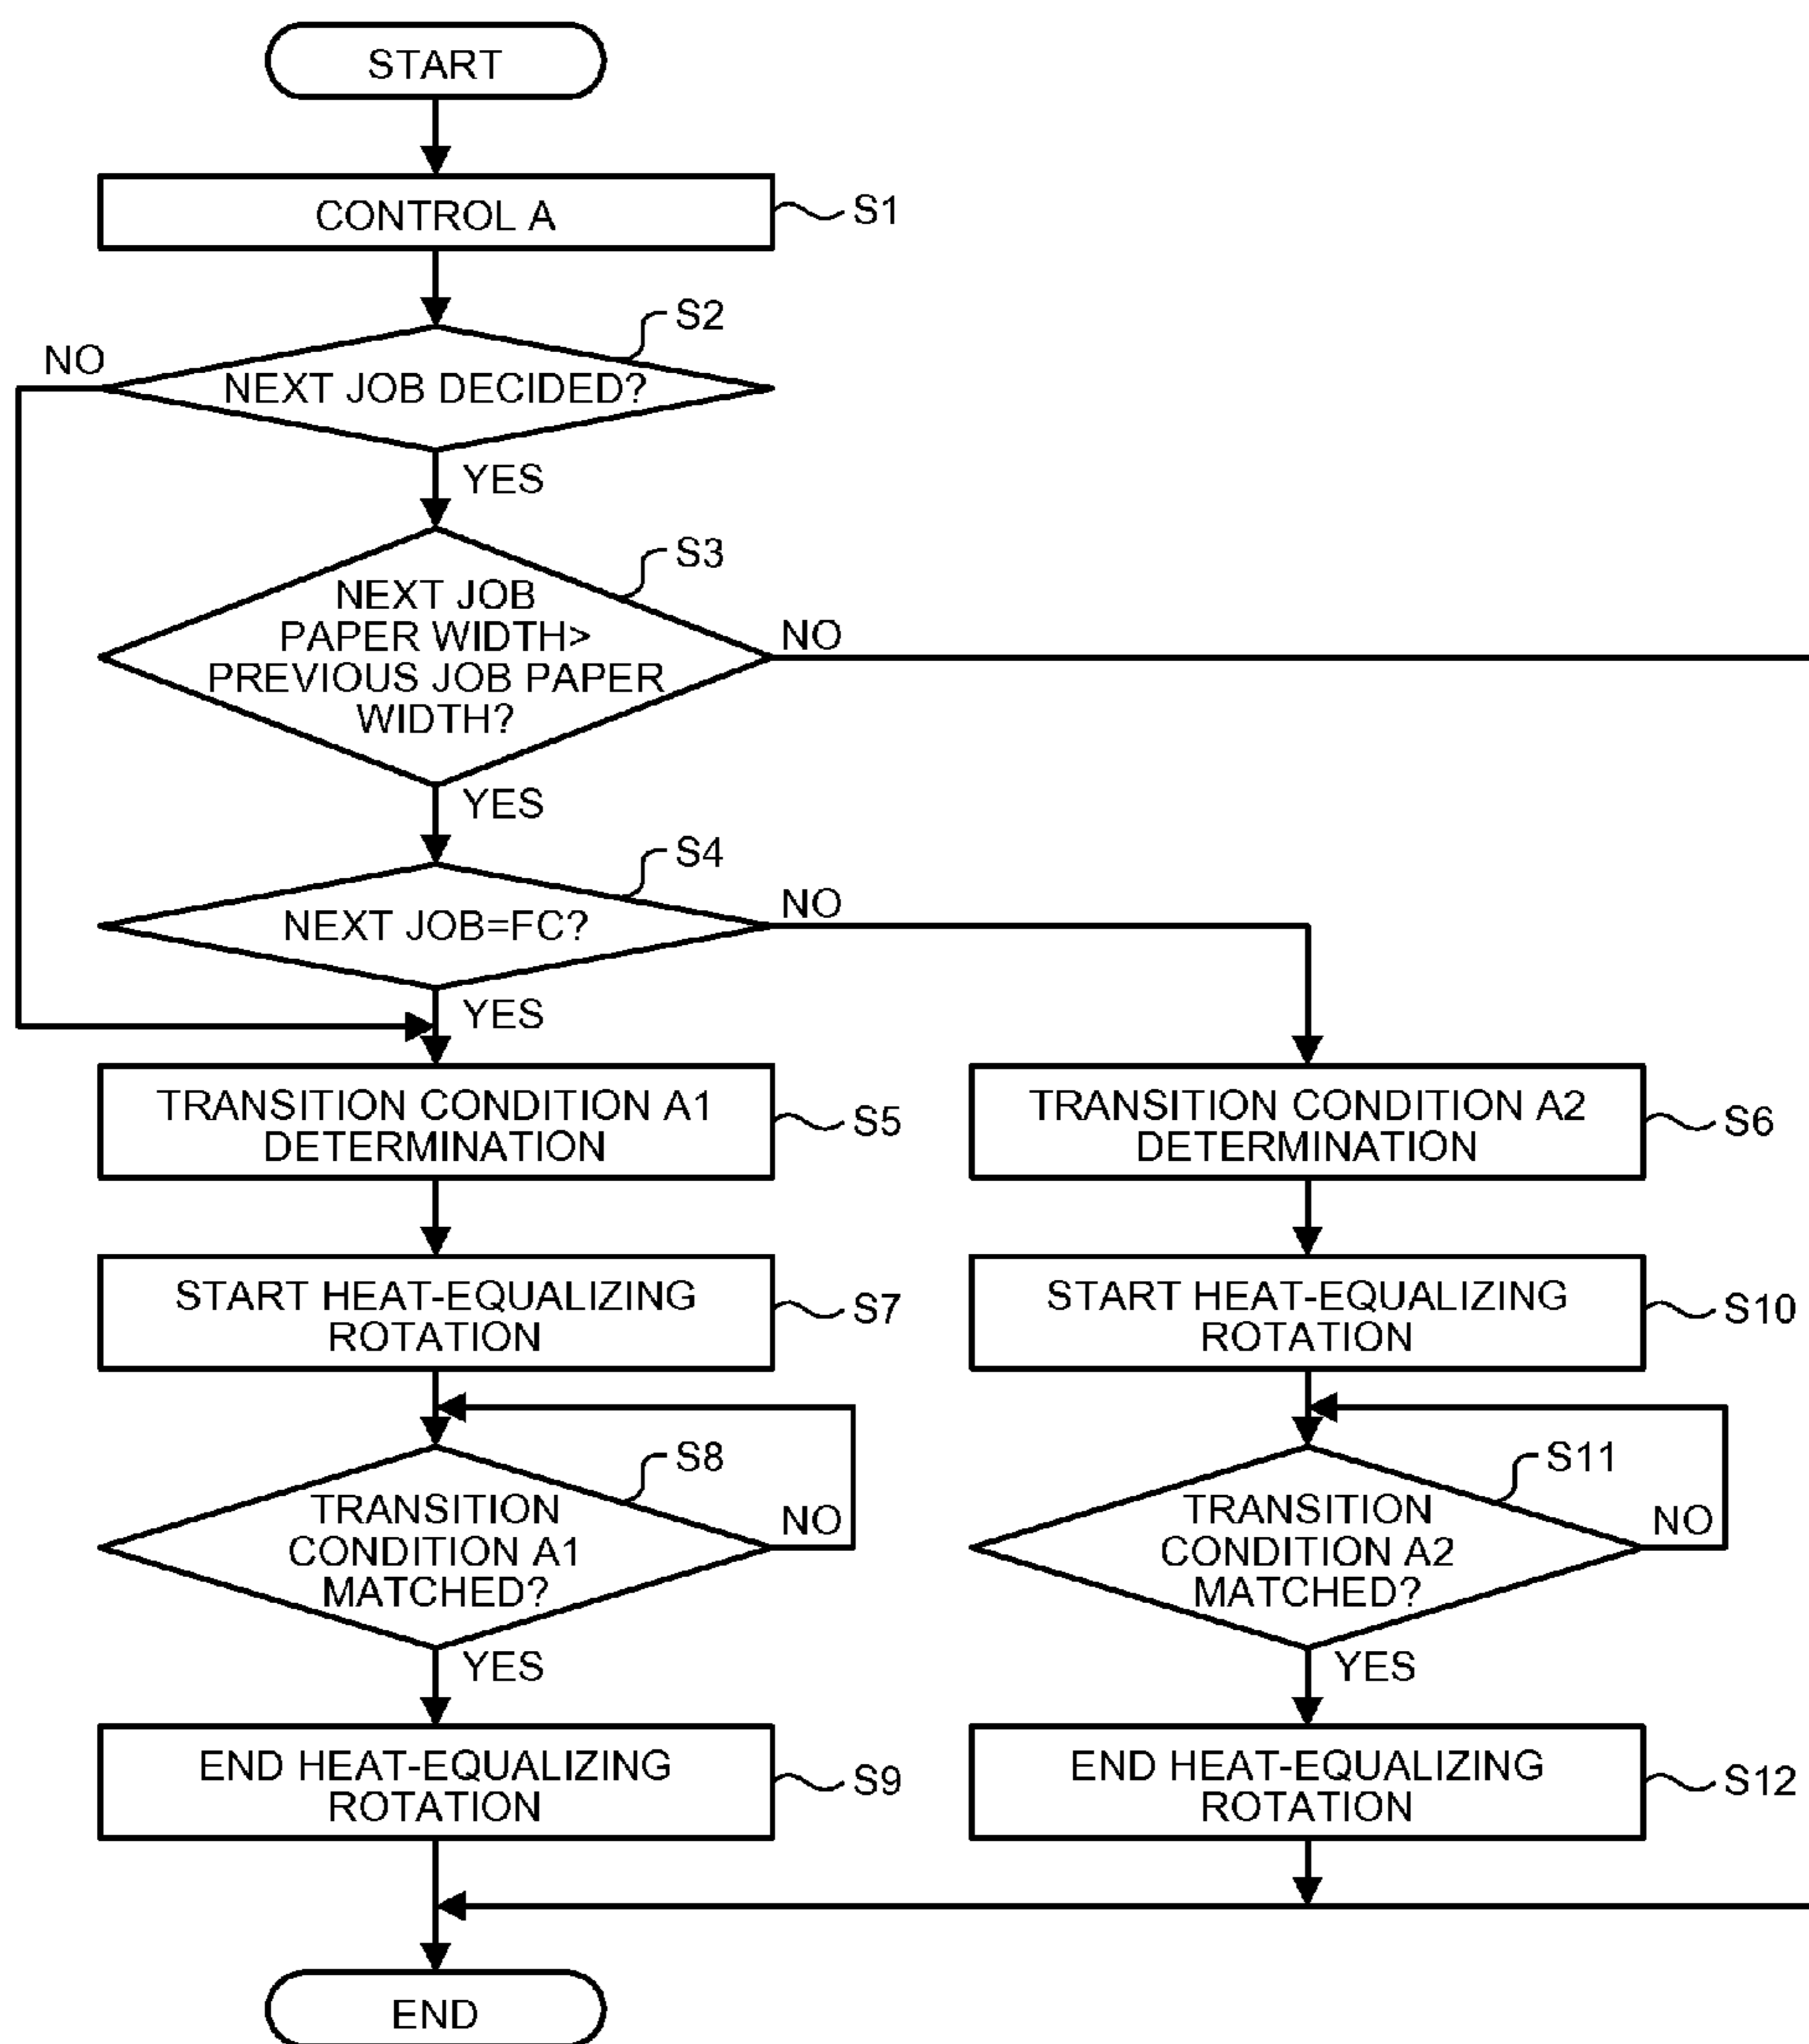 START
CONTROL A
S1
S2
NO
NEXT JOB DECIDED?
YES
S3
NEXT JOB
PAPER WIDTH>
PREVIOUS JOB PAPER
WIDTH?
NO
YES
S4
NEXT JOB=FC?
NO
YES
TRANSITION CONDITION A1
DETERMINATION
S5
TRANSITION CONDITION A2
DETERMINATION
S6
START HEAT-EQUALIZING
ROTATION
S7
START HEAT-EQUALIZING
ROTATION
S10
S8
TRANSITION
CONDITION A1
MATCHED?
NO
YES
S11
TRANSITION
CONDITION A2
MATCHED?
NO
YES
END HEAT-EQUALIZING
ROTATION
S9
END HEAT-EQUALIZING
ROTATION
S12
END